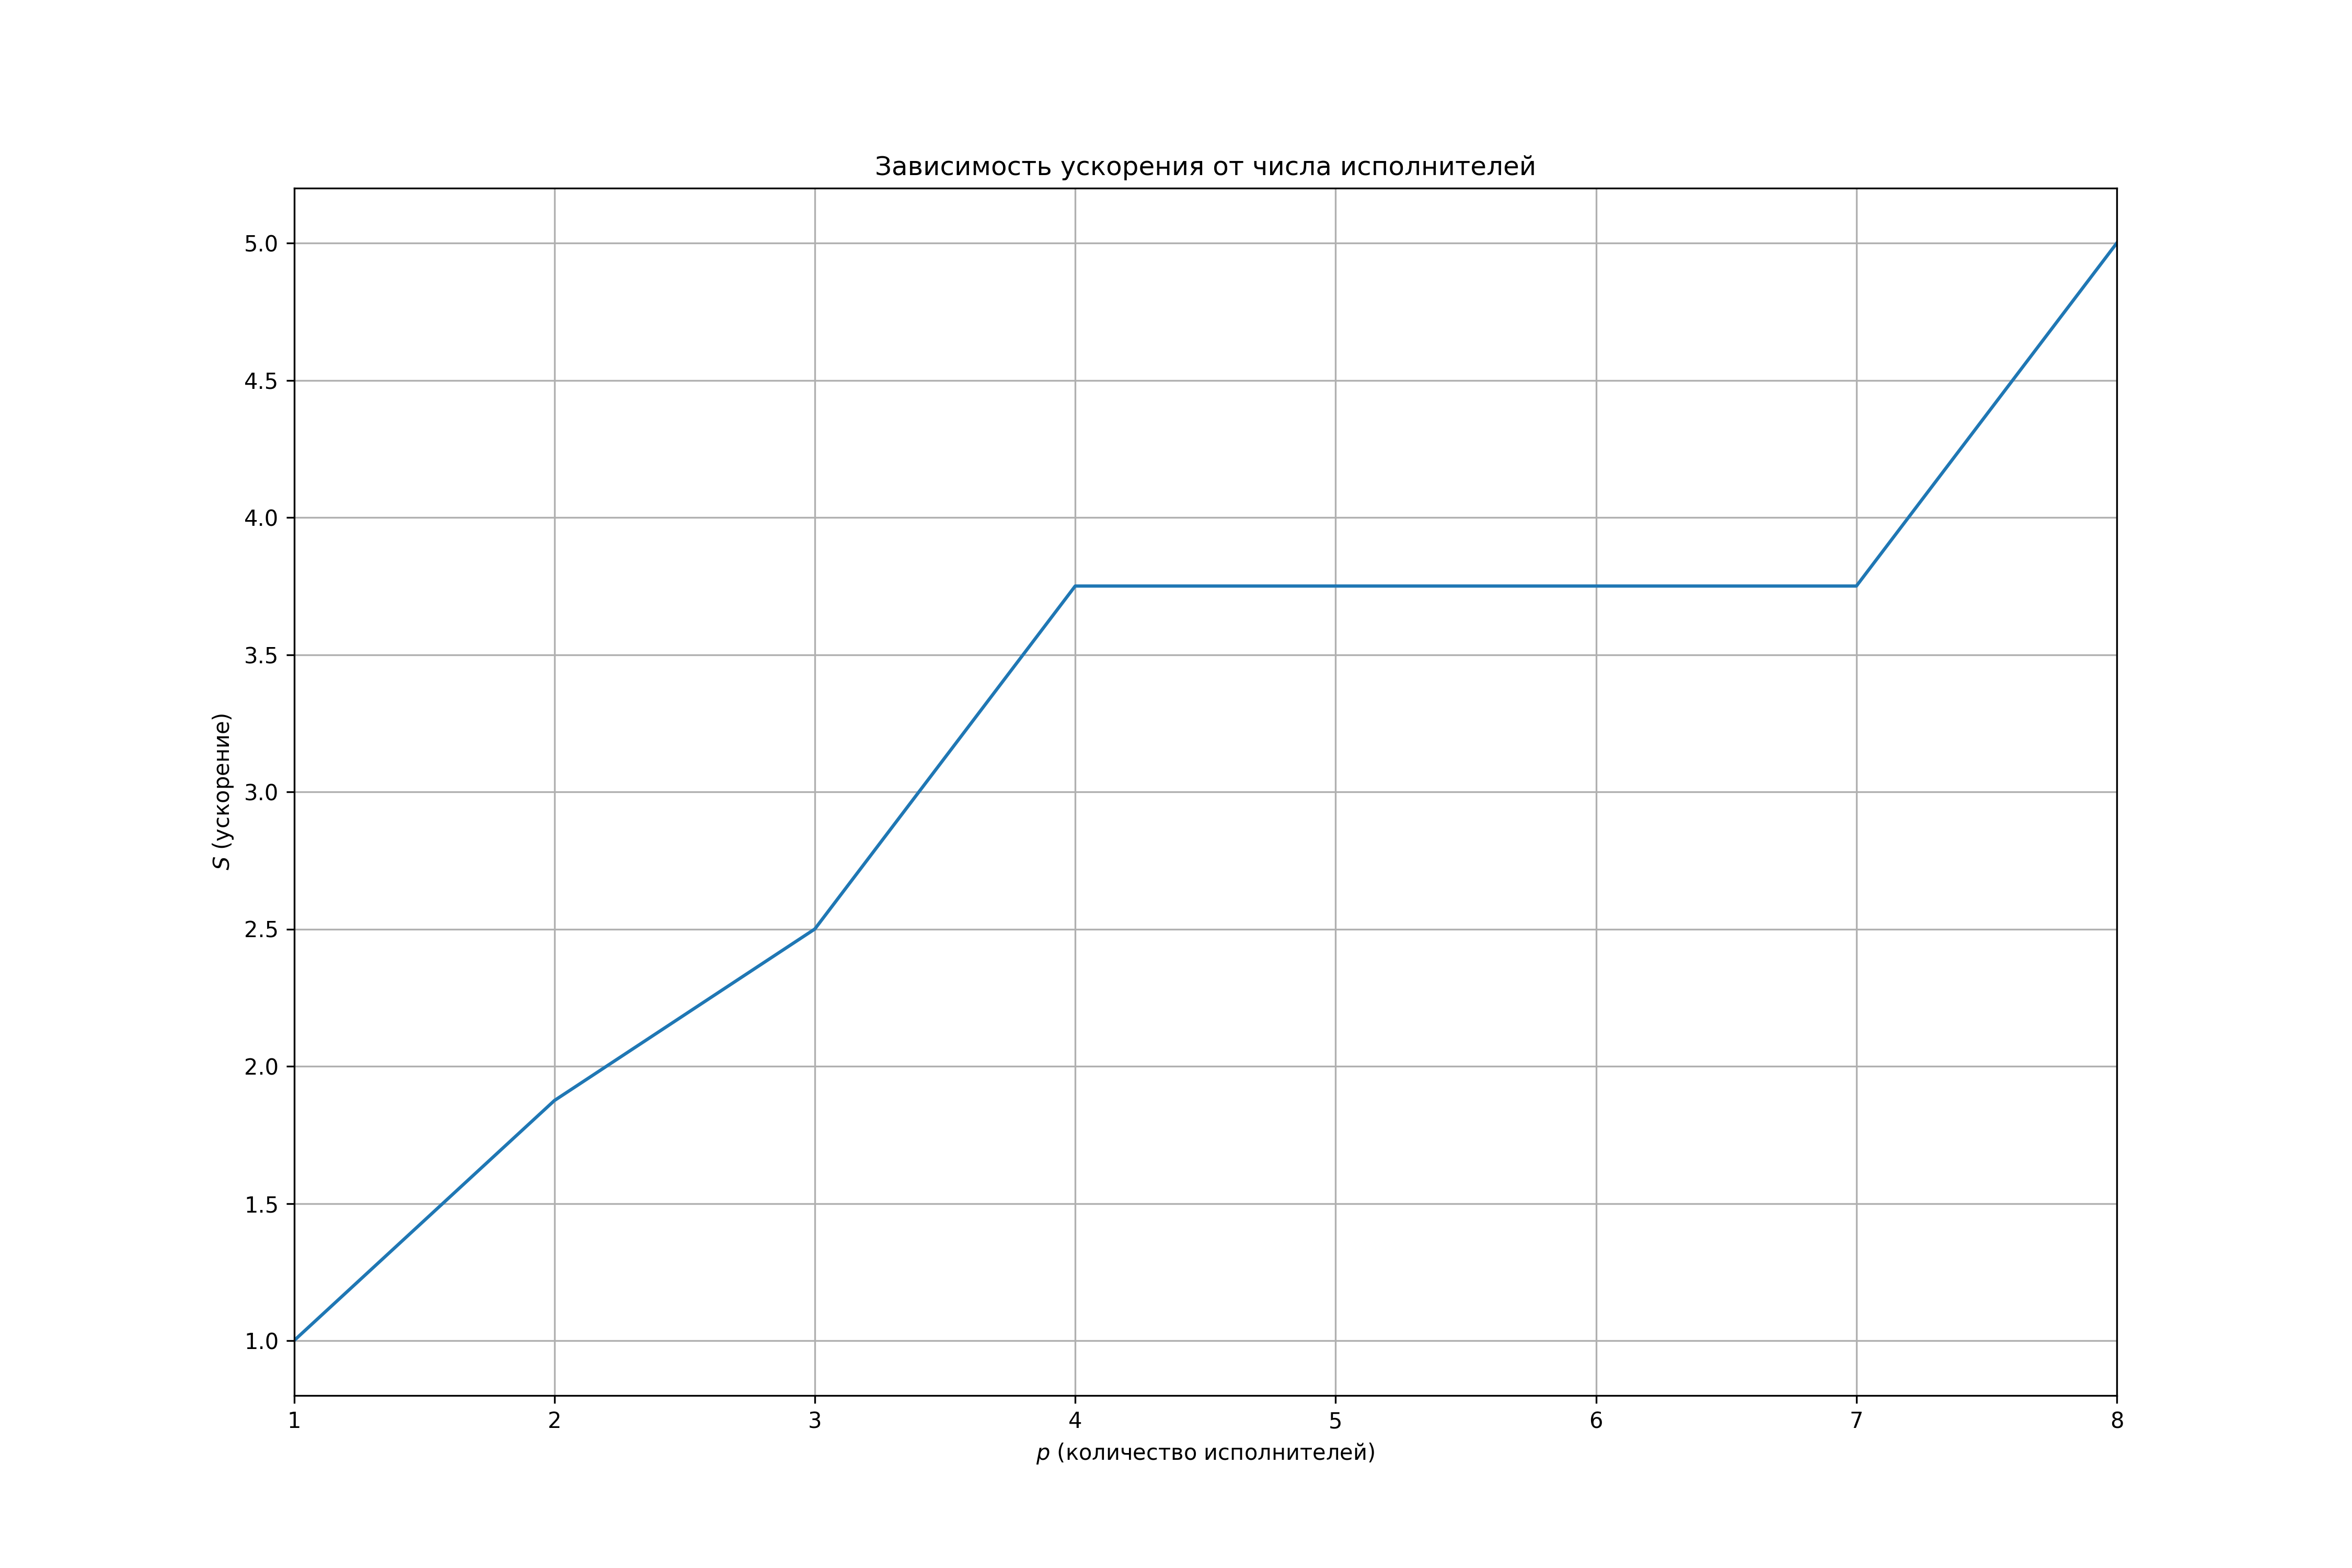 Зависимость ускорения от числа исполнителей
5.0
4.5
4.0
3.5
3.0
2.5
2.0
1.5
1.0
S (ускорение)
1 2 3 4 5 6 7 8
p (количество исполнителей)